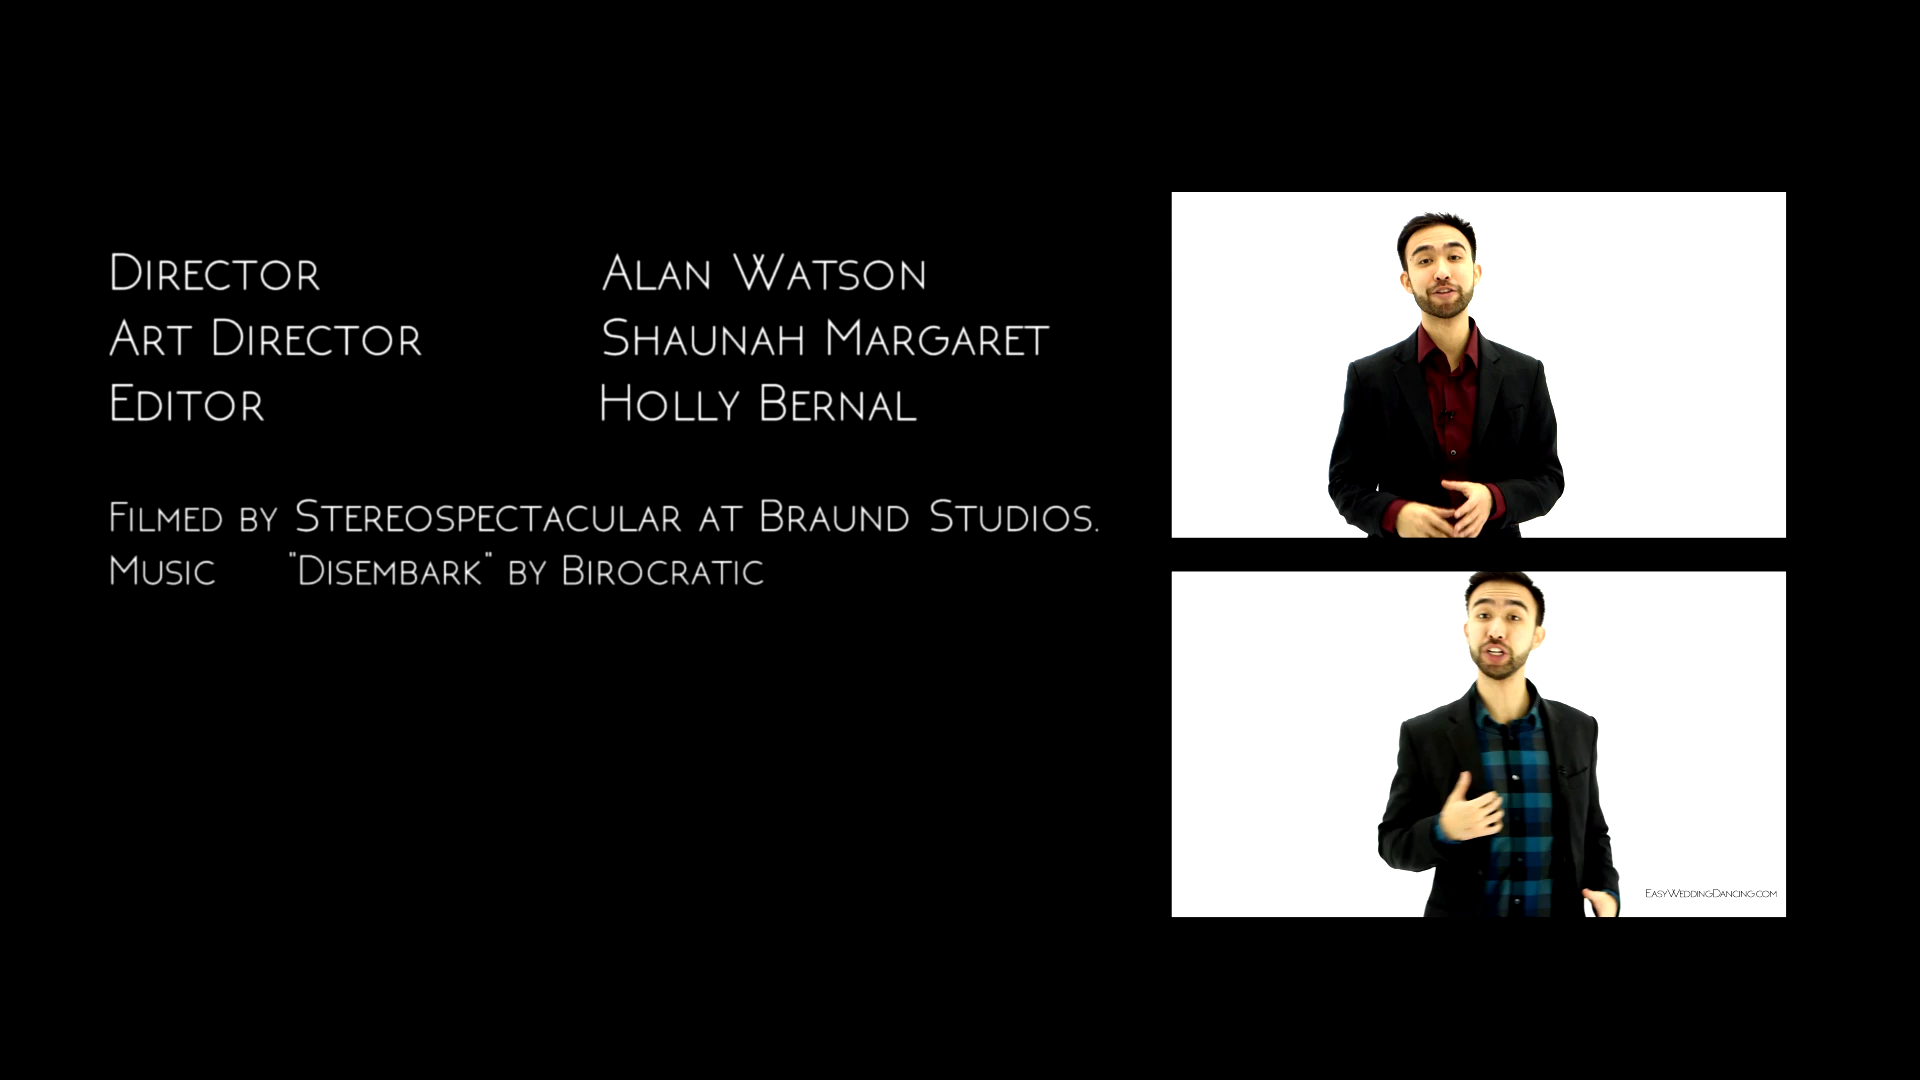 Director Alan Watson
Art Director Shaunah Margaret
Editor Holly Bernal
Filmed by Stereospectacular at Braund Studios.
Music "Disembark" by Birocratic
EasyWeddingDancing.com